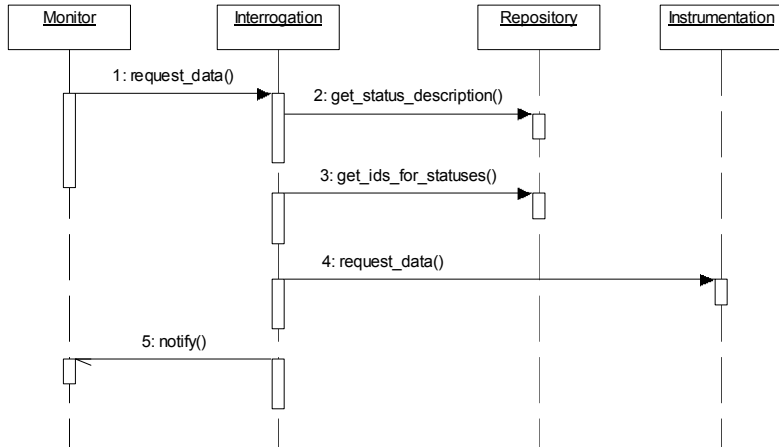 Monitor
Interrogation
Repository
Instrumentation
1: request_data()
2: get_status_description()
3: get_ids_for_statuses()
4: request_data()
5: notify()